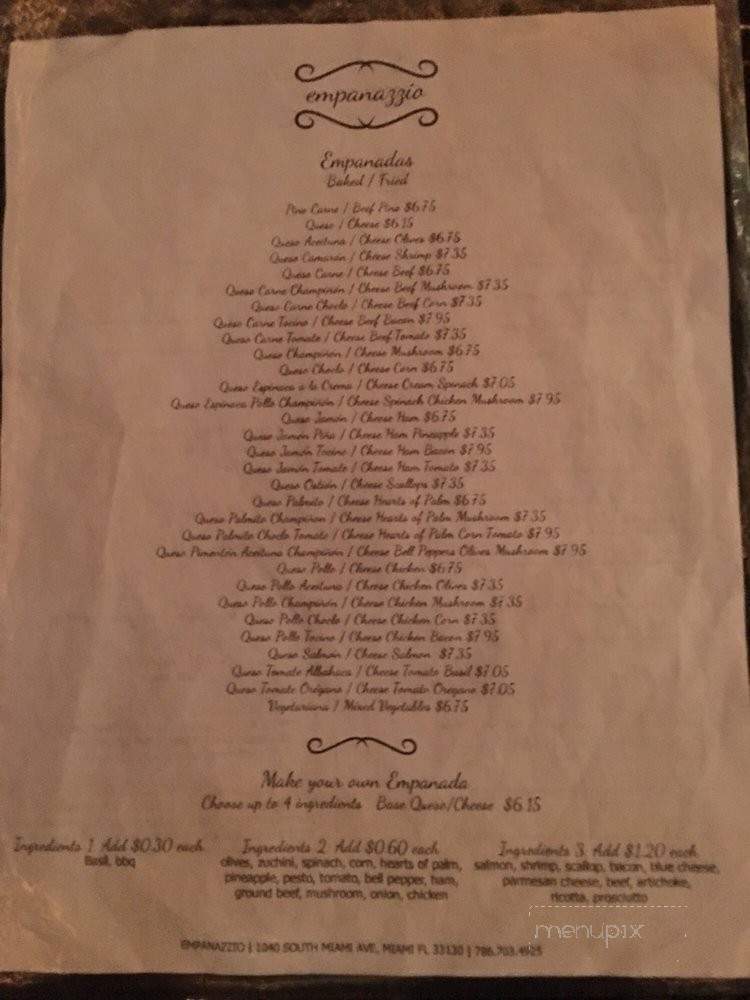 empanazzio
Empanadas
Baked / Fried
Pino Carne / Beef Pino $6.75
Queso / Cheese $6.15
Queso Aceituna / Cheese Olives $6.75
Queso Camarón / Cheese Shrimp $7.35
Queso Carne / Cheese Beef $6.75
Queso Carne Champiñón / Cheese Beef Mushroom $7.35
Queso Carne Choclo / Cheese Beef Corn $7.35
Queso Carne Tocino / Cheese Beef Bacon $7.95
Queso Carne Tomate / Cheese Beef Tomato $7.35
Queso Champiñón / Cheese Mushroom $6.75
Queso Choclo / Cheese Corn $6.75
Queso Espinaca a la Crema / Cheese Cream Spinach $7.05
Queso Espinaca Pollo Champiñón / Cheese Spinach Chicken Mushroom $7.95
Queso Jamón / Cheese Ham $6.75
Queso Jamón Piña / Cheese Ham Pineapple $7.35
Queso Jamón Tocino / Cheese Ham Bacon $7.95
Queso Jamón Tomate / Cheese Ham Tomato $7.35
Queso Ostión / Cheese Scallops $7.35
Queso Palmito / Cheese Hearts of Palm $6.75
Queso Palmito Champiñón / Cheese Hearts of Palm Mushroom $7.35
Queso Palmito Choclo Tomate / Cheese Hearts of Palm Corn Tomato $7.95
Queso Pimentón Aceituna Champiñón / Cheese Bell Peppers Olives Mushroom $7.95
Queso Pollo / Cheese Chicken $6.75
Queso Pollo Aceituna / Cheese Chicken Olives $7.35
Queso Pollo Champiñón / Cheese Chicken Mushroom $7.35
Queso Pollo Choclo / Cheese Chicken Corn $7.35
Queso Pollo Tocino / Cheese Chicken Bacon $7.95
Queso Salmón / Cheese Salmon $7.35
Queso Tomate Albahaca / Cheese Tomato Basil $7.05
Queso Tomate Orégano / Cheese Tomato Oregano $7.05
Vegetariana / Mixed Vegetables $6.75
Make your own Empanada
Choose up to 4 ingredients Base Queso/Cheese $6.15
Ingredients 1 Add $0.30 each
Basil, bbq
Ingredients 2 Add $0.60 each
olives, zuchini, spinach, corn, hearts of palm,
pineapple, pesto, tomato, bell pepper, ham,
ground beef, mushroom, onion, chicken
Ingredients 3 Add $1.20 each
salmon, shrimp, scallop, bacon, blue cheese,
parmesan cheese, beef, artichoke,
ricotta, prosciutto
menupix
EMPANAZZIO | 1040 SOUTH MIAMI AVE, MIAMI FL 33130 | 786.703.4925